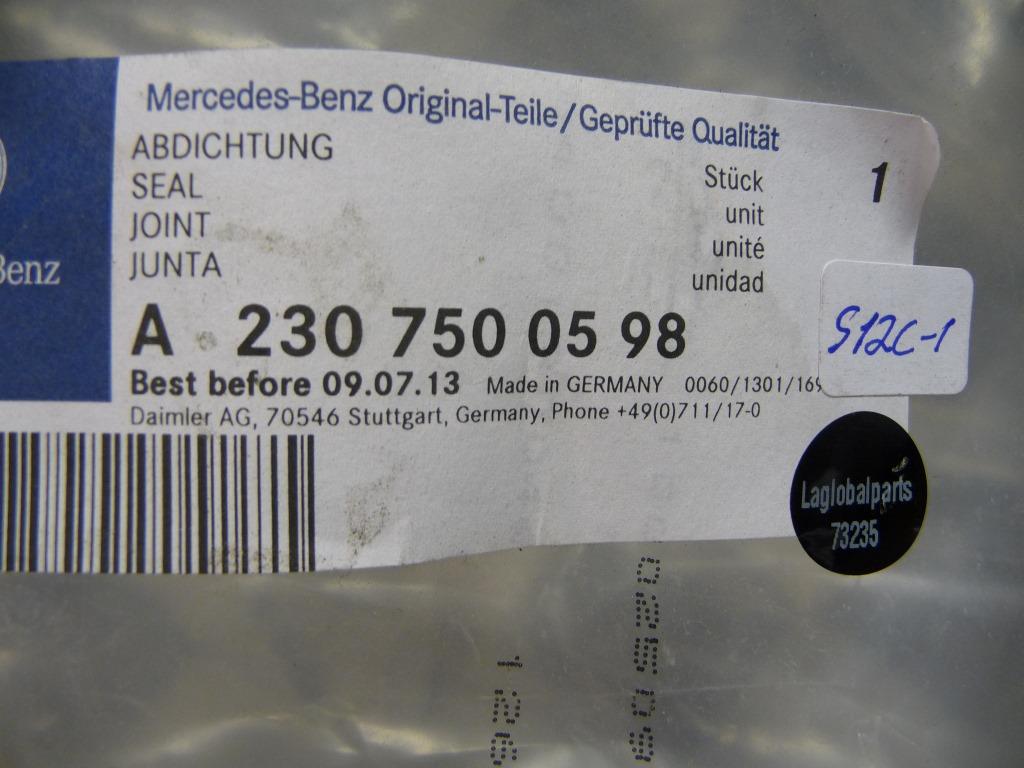 Mercedes-Benz Original-Teile/Geprüfte Qualität
ABDICHTUNG
SEAL
JOINT
JUNTA
Stück 1
unit
unité
unidad
Benz
A 230 750 05 98
S12C-1
Best before 09.07.13 Made in GERMANY 0060/1301/169
Daimler AG, 70546 Stuttgart, Germany, Phone +49(0)711/17-0
Laglobalparts
73235